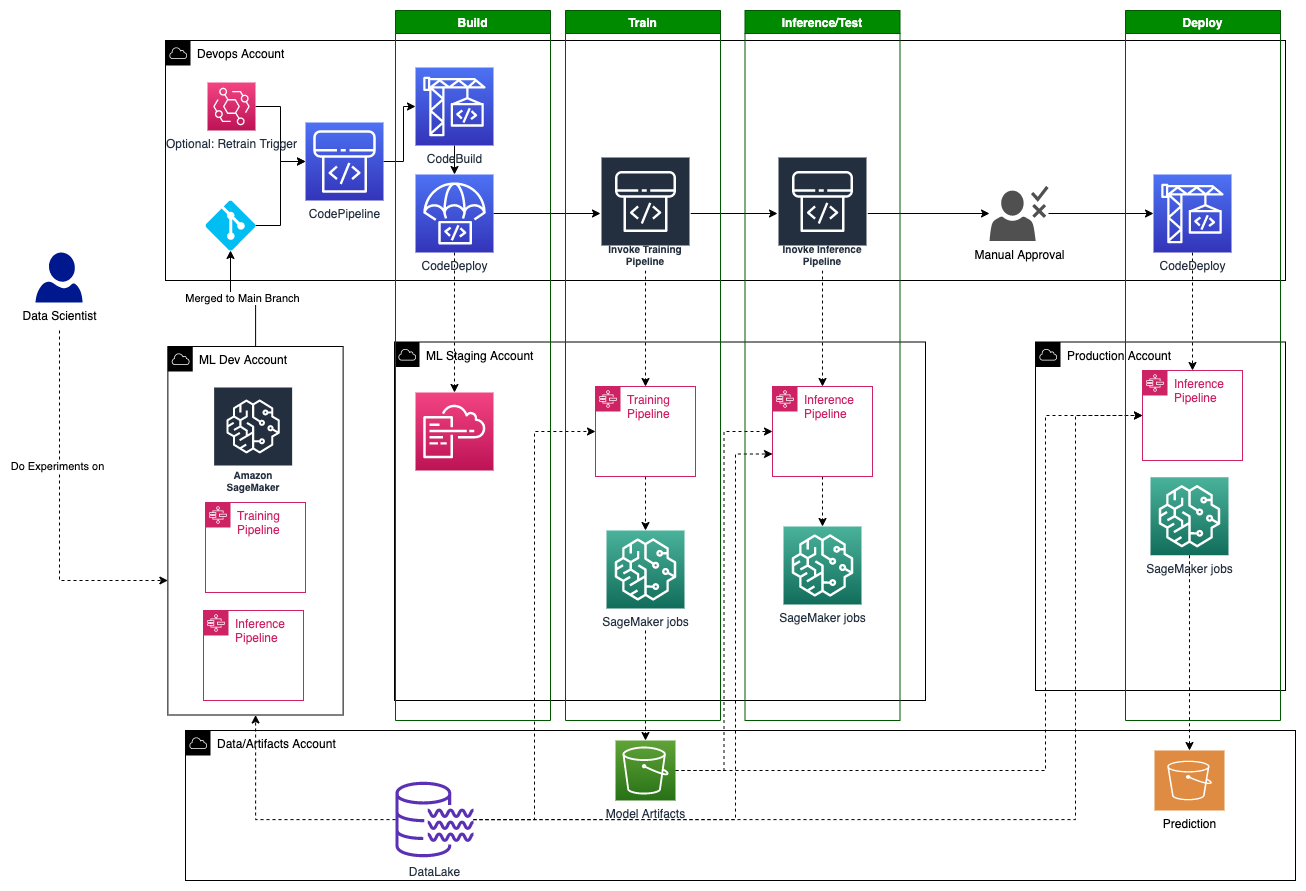 Build
Train
Inference/Test
Deploy
Devops Account
Optional: Retrain Trigger
CodePipeline
CodeBuild
CodeDeploy
Invoke Training
Pipeline
Inovke Inference
Pipeline
Manual Approval
CodeDeploy
Merged to Main Branch
Data Scientist
Do Experiments on
ML Dev Account
Amazon
SageMaker
Training
Pipeline
Inference
Pipeline
ML Staging Account
Training
Pipeline
Inference
Pipeline
SageMaker jobs
SageMaker jobs
Production Account
Inference
Pipeline
SageMaker jobs
Data/Artifacts Account
DataLake
Model Artifacts
Prediction